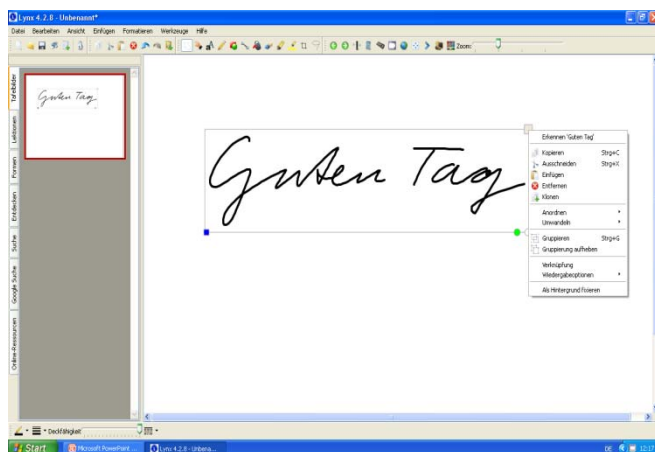 Lynx 4.2.8 - Unbenannt*
Datei Bearbeiten Ansicht Einfügen Formatieren Werkzeuge Hilfe
Zoom:
Tafelbilder
Lektionen
Formen
Entdecken
Suche
Google Suche
Online-Ressourcen
Guten Tag
Guten Tag
Erkennen 'Guten Tag'
Kopieren Strg+C
Ausschneiden Strg+X
Einfügen
Entfernen
Klonen
Anordnen
Umwandeln
Gruppieren Strg+G
Gruppierung aufheben
Verknüpfung
Wiedergabeoptionen
Als Hintergrund fixieren
Deckfähigkeit
Start Microsoft PowerPoint ... Lynx 4.2.8 - Unbena... DE 12:17